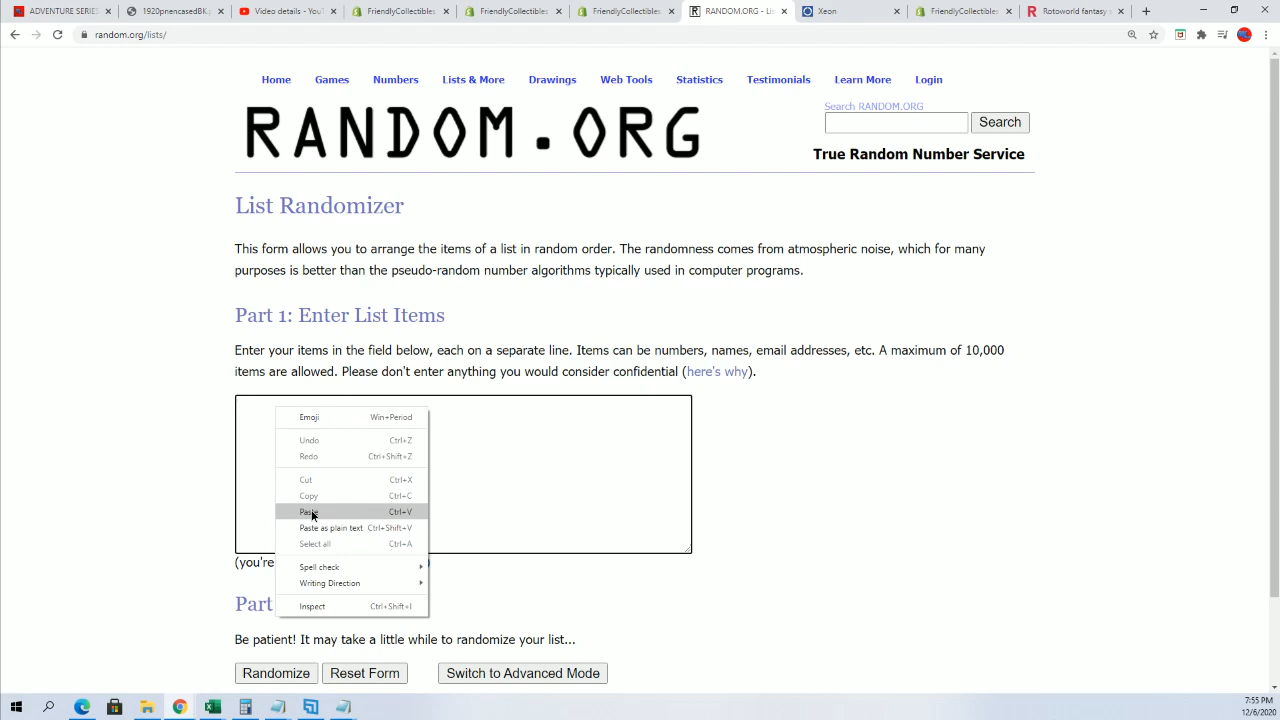 ADVENTURE SERIES
1920pnencasedBK.j
Video details - YouT
FriendlyCollectibles
FriendlyCollectibles
FriendlyCollectibles
RANDOM.ORG - Li
Xeon
FriendlyCollectibles
Rotoworld fantasy
random.org/lists/
Home Games Numbers Lists & More Drawings Web Tools Statistics Testimonials Learn More Login
RANDOM.ORG
Search RANDOM.ORG
Search
True Random Number Service
List Randomizer
This form allows you to arrange the items of a list in random order. The randomness comes from atmospheric noise, which for many
purposes is better than the pseudo-random number algorithms typically used in computer programs.
Part 1: Enter List Items
Enter your items in the field below, each on a separate line. Items can be numbers, names, email addresses, etc. A maximum of 10,000
items are allowed. Please don't enter anything you would consider confidential (here's why).
Emoji Win+Period
Undo Ctrl+Z
Redo Ctrl+Shift+Z
Cut Ctrl+X
Copy Ctrl+C
Paste Ctrl+V
Paste as plain text Ctrl+Shift+V
Select all Ctrl+A
(you're
Spell check
Writing Direction
Part
Inspect Ctrl+Shift+I
Be patient! It may take a little while to randomize your list...
Randomize Reset Form Switch to Advanced Mode
7:55 PM
12/6/2020